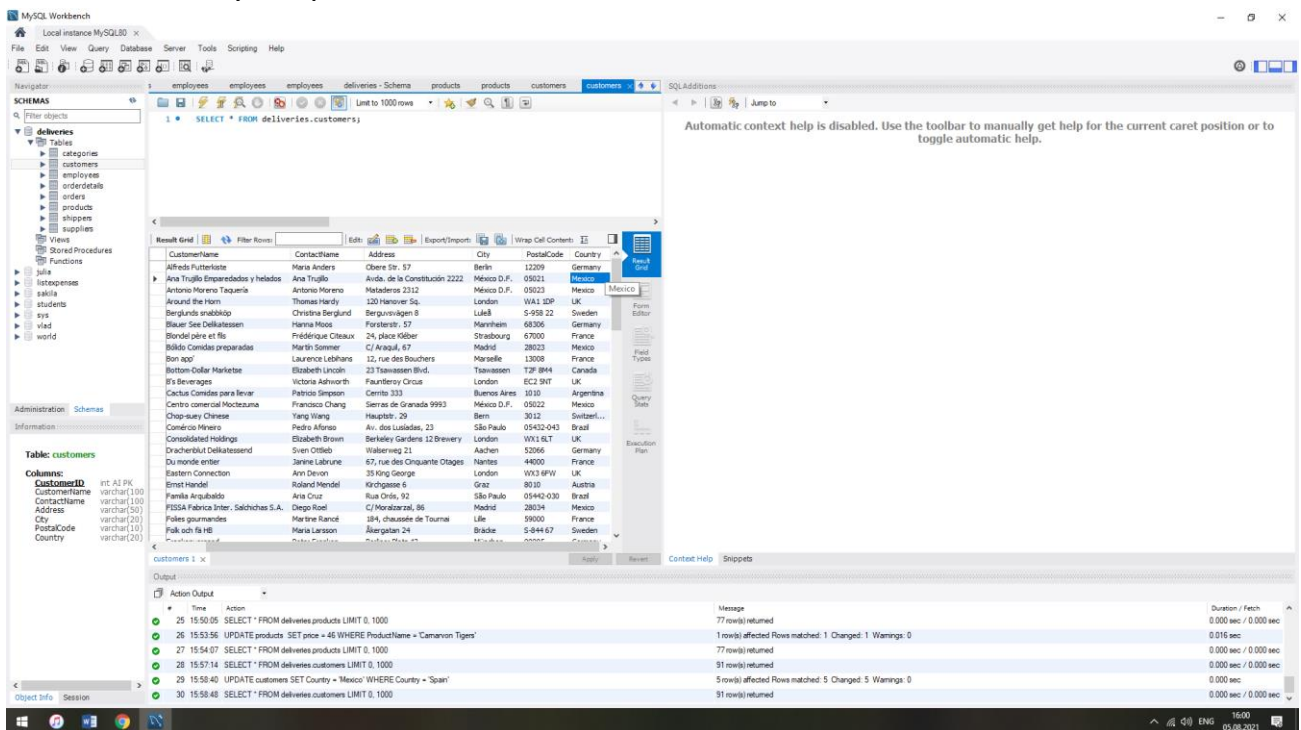 MySQL Workbench
Local instance MySQL80 ×
File Edit View Query Database Server Tools Scripting Help
Navigator
SCHEMAS
Filter objects
deliveries
Tables
categories
customers
employees
orderdetails
orders
products
shippers
suppliers
Views
Stored Procedures
Functions
julia
listexpenses
sakila
students
sys
vlad
world
Administration Schemas
Information
Table: customers
Columns:
CustomerID int AI PK
CustomerName varchar(100
ContactName varchar(100
Address varchar(50)
City varchar(20)
PostalCode varchar(10)
Country varchar(20)
Object Info Session
s employees employees employees deliveries - Schema products products customers customers ×
Limit to 1000 rows
1 SELECT * FROM deliveries.customers;
Result Grid Filter Rows: Edit: Export/Import: Wrap Cell Content:
CustomerName ContactName Address City PostalCode Country
Alfreds Futterkiste Maria Anders Obere Str. 57 Berlin 12209 Germany
Ana Trujillo Emparedados y helados Ana Trujillo Avda. de la Constitución 2222 México D.F. 05021 Mexico
Antonio Moreno Taquería Antonio Moreno Mataderos 2312 México D.F. 05023 Mexico
Around the Horn Thomas Hardy 120 Hanover Sq. London WA1 1DP UK
Berglunds snabbköp Christina Berglund Berguvsvägen 8 Luleå S-958 22 Sweden
Blauer See Delikatessen Hanna Moos Forsterstr. 57 Mannheim 68306 Germany
Blondel père et fils Frédérique Citeaux 24, place Kléber Strasbourg 67000 France
Bólido Comidas preparadas Martín Sommer C/ Araquil, 67 Madrid 28023 Mexico
Bon app' Laurence Lebihans 12, rue des Bouchers Marseille 13008 France
Bottom-Dollar Marketse Elizabeth Lincoln 23 Tsawassen Blvd. Tsawassen T2F 8M4 Canada
B's Beverages Victoria Ashworth Fauntleroy Circus London EC2 5NT UK
Cactus Comidas para llevar Patricio Simpson Cerrito 333 Buenos Aires 1010 Argentina
Centro comercial Moctezuma Francisco Chang Sierras de Granada 9993 México D.F. 05022 Mexico
Chop-suey Chinese Yang Wang Hauptstr. 29 Bern 3012 Switzerl...
Comércio Mineiro Pedro Afonso Av. dos Lusíadas, 23 São Paulo 05432-043 Brazil
Consolidated Holdings Elizabeth Brown Berkeley Gardens 12 Brewery London WX1 6LT UK
Drachenblut Delikatessend Sven Ottlieb Walserweg 21 Aachen 52066 Germany
Du monde entier Janine Labrune 67, rue des Cinquante Otages Nantes 44000 France
Eastern Connection Ann Devon 35 King George London WX3 6FW UK
Ernst Handel Roland Mendel Kirchgasse 6 Graz 8010 Austria
Familia Arquibaldo Aria Cruz Rua Orós, 92 São Paulo 05442-030 Brazil
FISSA Fabrica Inter. Salchichas S.A. Diego Roel C/ Moralzarzal, 86 Madrid 28034 Mexico
Folies gourmandes Martine Rancé 184, chaussée de Tournai Lille 59000 France
Folk och fä HB Maria Larsson Åkergatan 24 Bräcke S-844 67 Sweden
Mexico
Result Grid
Form Editor
Field Types
Query Stats
Execution Plan
customers 1 × Apply Revert
SQLAdditions
Jump to
Automatic context help is disabled. Use the toolbar to manually get help for the current caret position or to
toggle automatic help.
Context Help Snippets
Output
Action Output
# Time Action Message Duration / Fetch
25 15:50:05 SELECT * FROM deliveries.products LIMIT 0, 1000 77 row(s) returned 0.000 sec / 0.000 sec
26 15:53:56 UPDATE products SET price = 46 WHERE ProductName = 'Carnarvon Tigers' 1 row(s) affected Rows matched: 1 Changed: 1 Warnings: 0 0.016 sec
27 15:54:07 SELECT * FROM deliveries.products LIMIT 0, 1000 77 row(s) returned 0.000 sec / 0.000 sec
28 15:57:14 SELECT * FROM deliveries.customers LIMIT 0, 1000 91 row(s) returned 0.000 sec / 0.000 sec
29 15:58:40 UPDATE customers SET Country = 'Mexico' WHERE Country = 'Spain' 5 row(s) affected Rows matched: 5 Changed: 5 Warnings: 0 0.000 sec
30 15:58:48 SELECT * FROM deliveries.customers LIMIT 0, 1000 91 row(s) returned 0.000 sec / 0.000 sec
ENG 16:00
05.08.2021